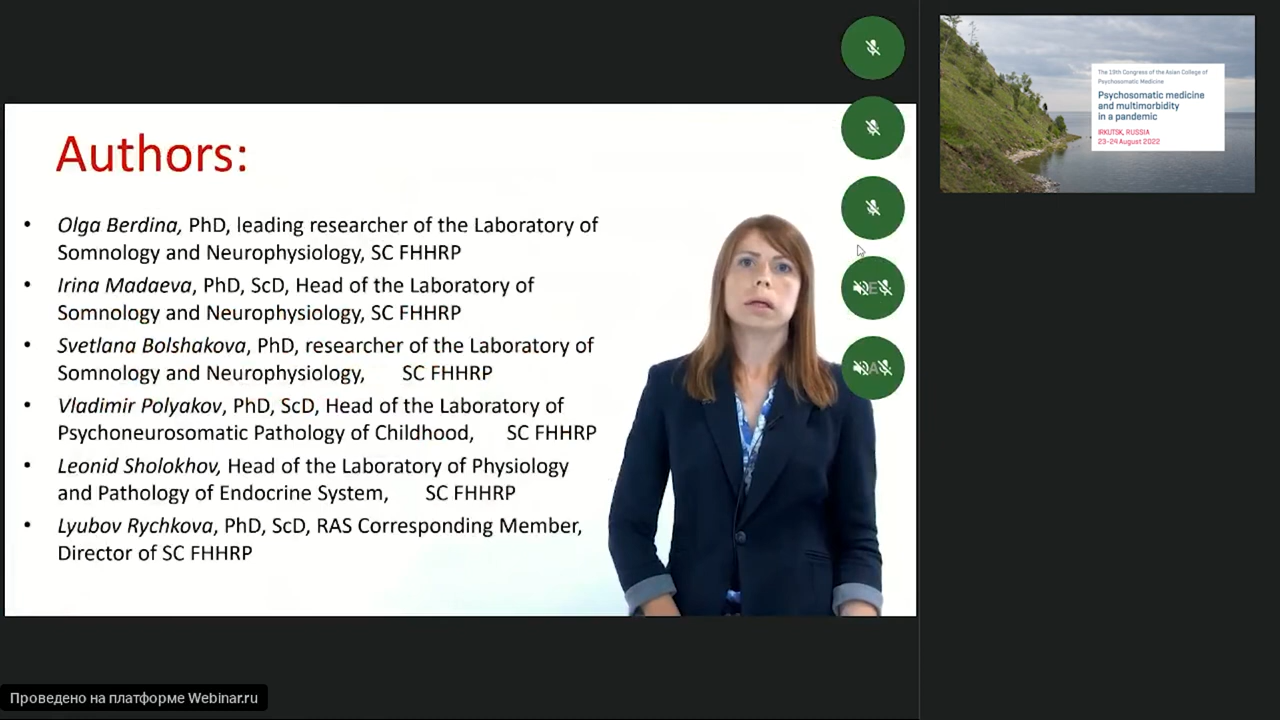 Authors:
• Olga Berdina, PhD, leading researcher of the Laboratory of
Somnology and Neurophysiology, SC FHHRP
• Irina Madaeva, PhD, ScD, Head of the Laboratory of
Somnology and Neurophysiology, SC FHHRP
• Svetlana Bolshakova, PhD, researcher of the Laboratory of
Somnology and Neurophysiology, SC FHHRP
• Vladimir Polyakov, PhD, ScD, Head of the Laboratory of
Psychoneurosomatic Pathology of Childhood, SC FHHRP
• Leonid Sholokhov, Head of the Laboratory of Physiology
and Pathology of Endocrine System, SC FHHRP
• Lyubov Rychkova, PhD, ScD, RAS Corresponding Member,
Director of SC FHHRP
E
A
The 19th Congress of the Asian College of
Psychosomatic Medicine
Psychosomatic medicine
and multimorbidity
in a pandemic
IRKUTSK, RUSSIA
23-24 August 2022
Проведено на платформе Webinar.ru